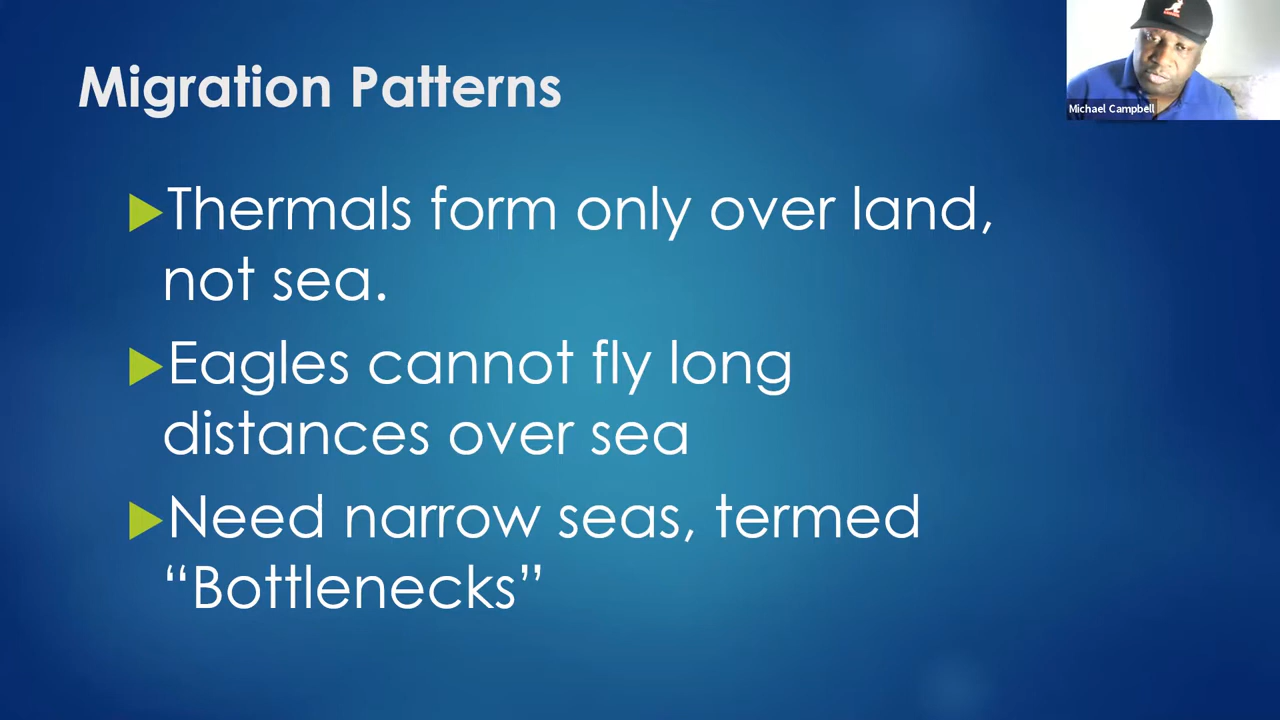 Migration Patterns
Michael Campbell
Thermals form only over land,
not sea.
Eagles cannot fly long
distances over sea
Need narrow seas, termed
“Bottlenecks”